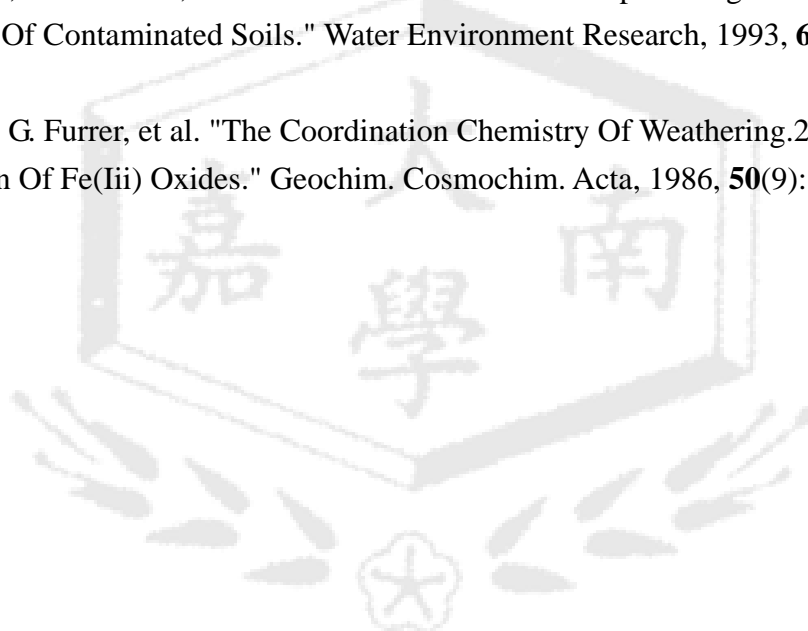 Of Contaminated Soils." Water Environment Research, 1993, 6
G. Furrer, et al. "The Coordination Chemistry Of Weathering.2
n Of Fe(Iii) Oxides." Geochim. Cosmochim. Acta, 1986, 50(9):
大
嘉 南
學